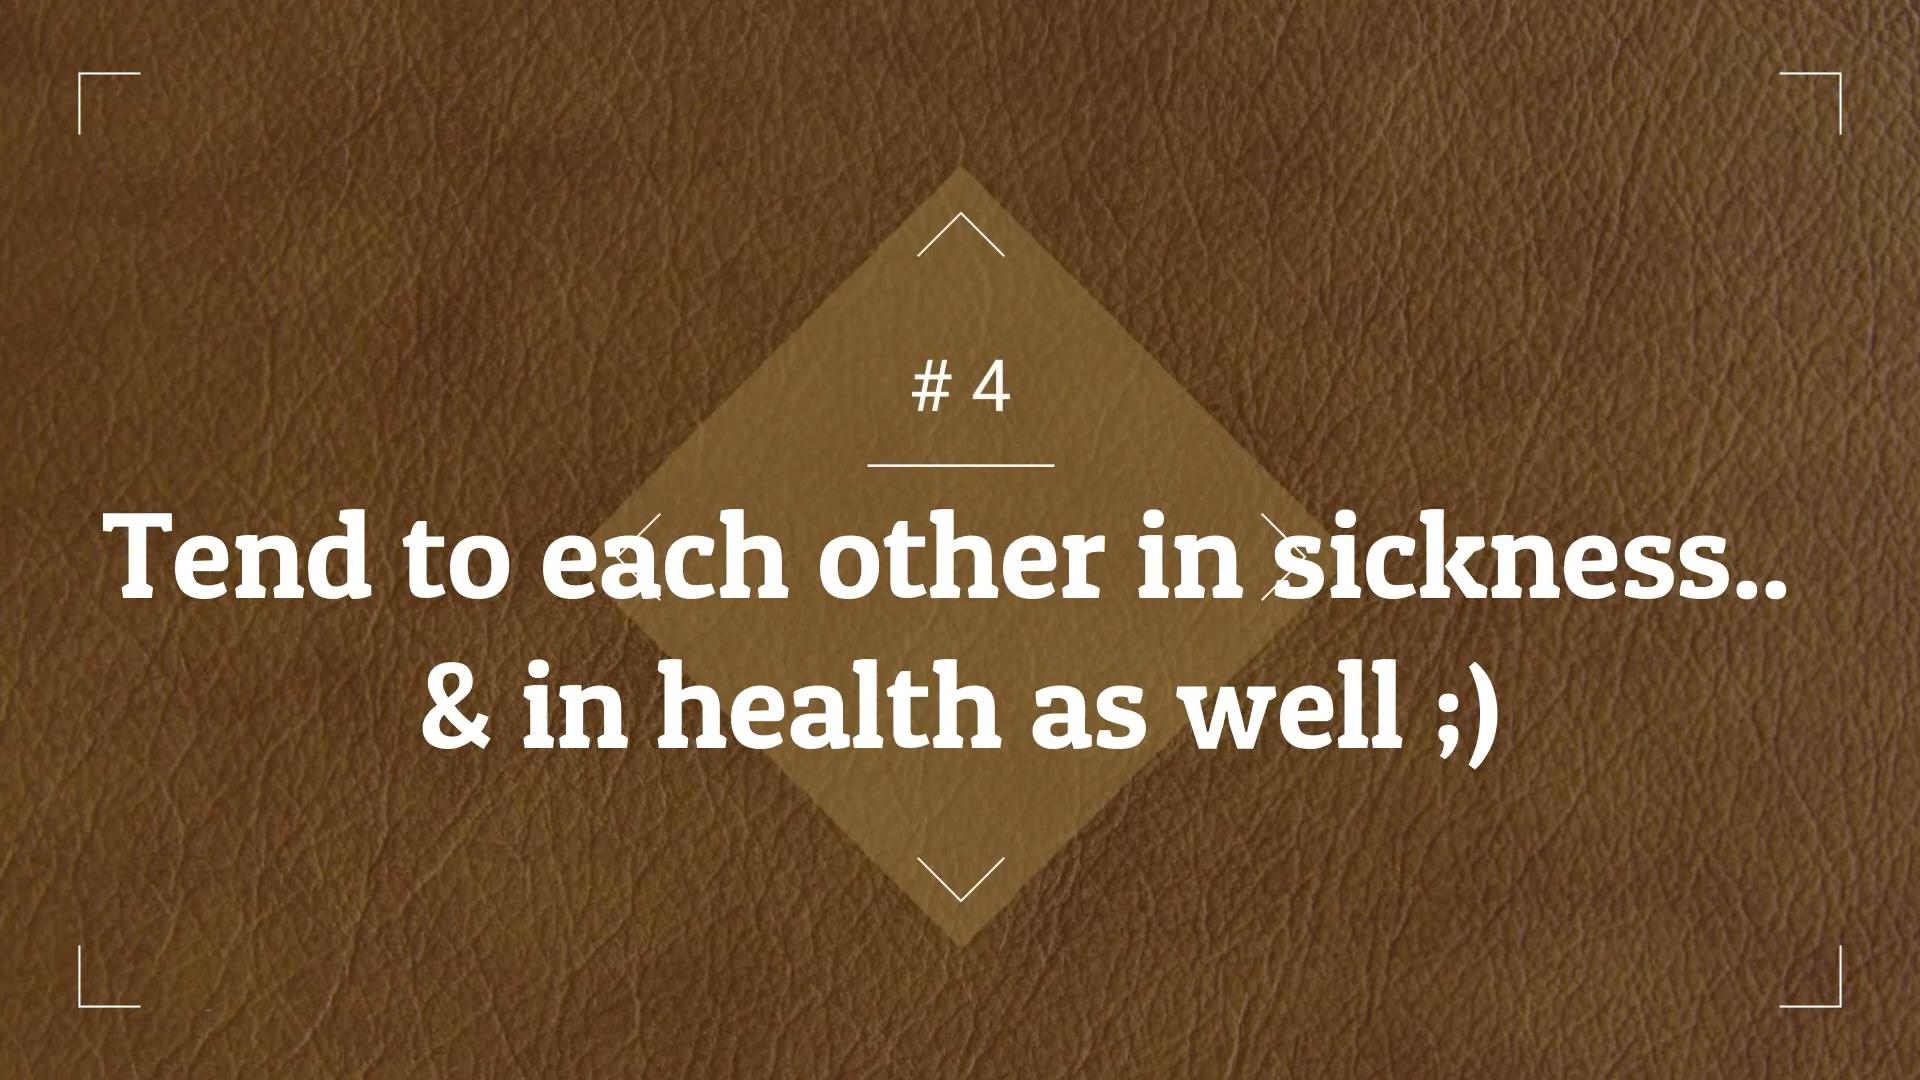 # 4
Tend to each other in sickness..
& in health as well ;)